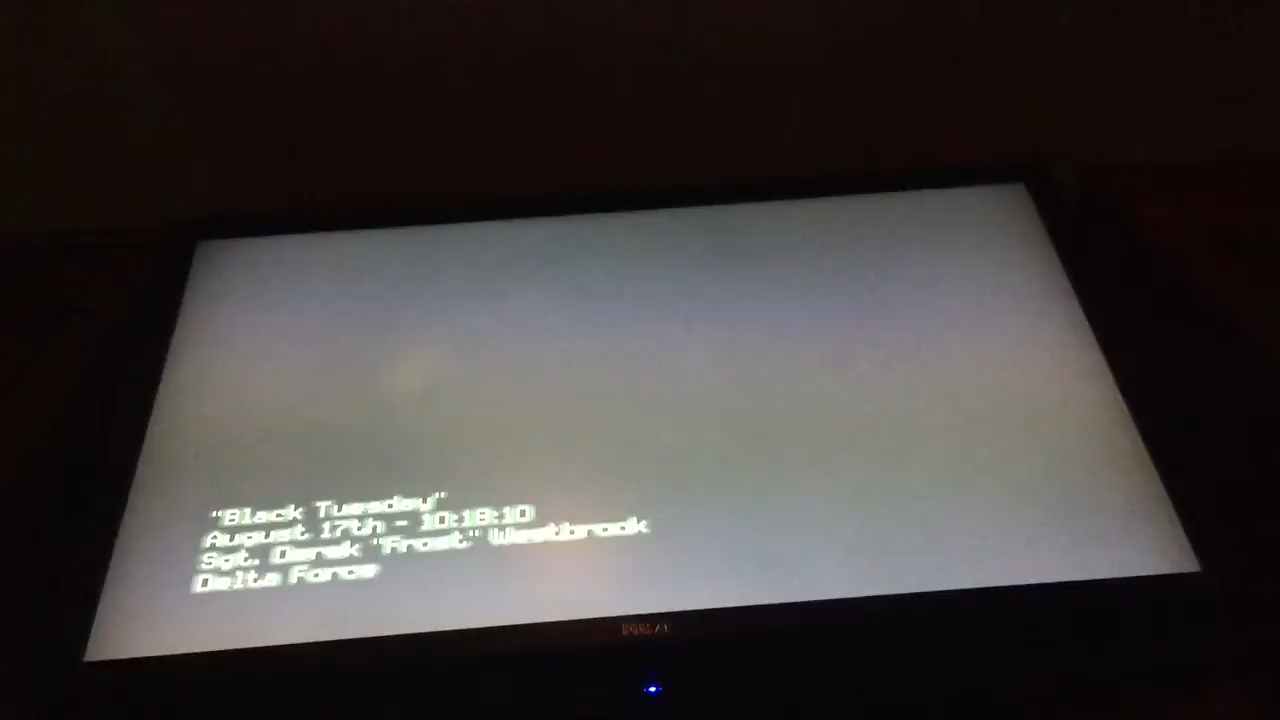 "Black Tuesday"
August 17th - 10:18:10
Sgt. Derek "Frost" Westbrook
Delta Force